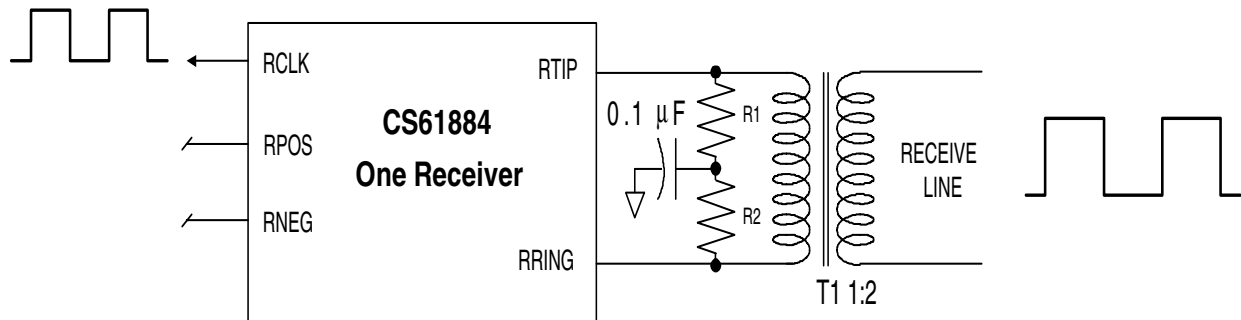 RCLK
RPOS
RNEG
CS61884
One Receiver
RTIP
RRING
0.1 μF
R1
R2
RECEIVE
LINE
T1 1:2